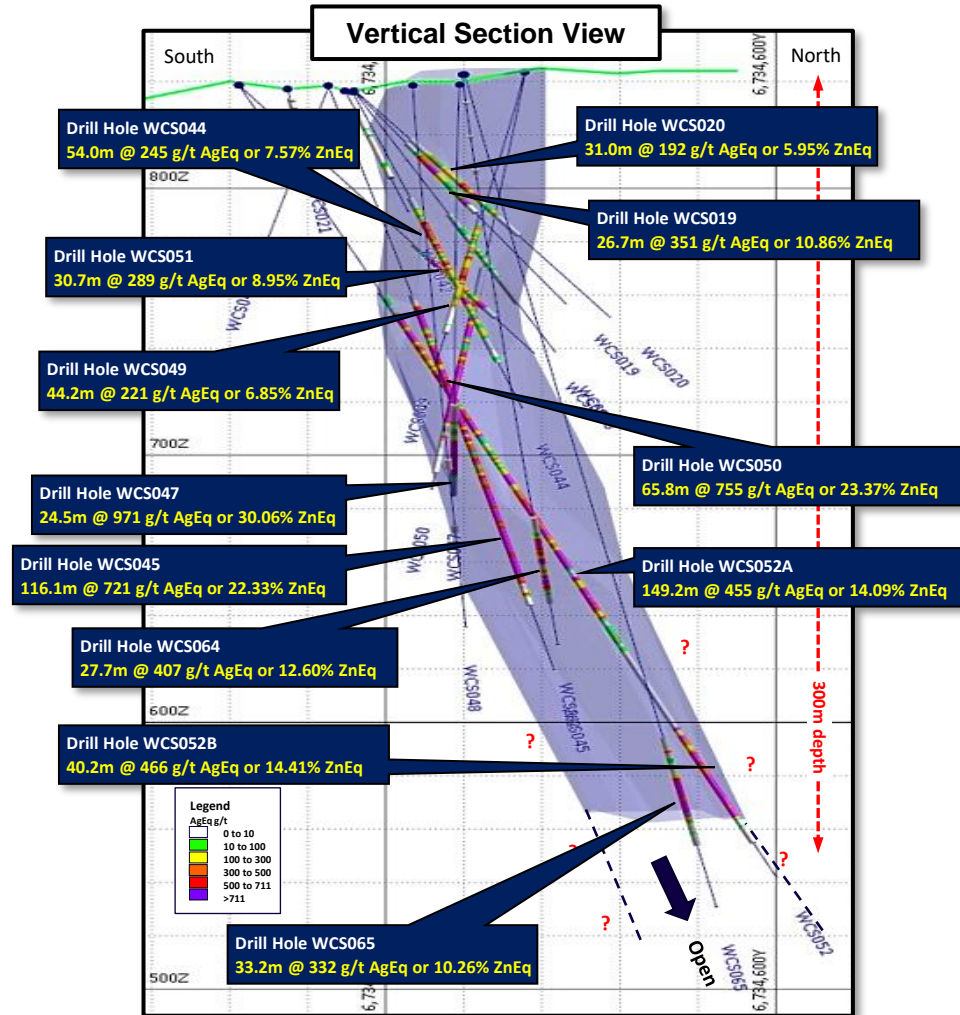 Vertical Section View
South
North
6,734,600Y
Drill Hole WCS044
54.0m @ 245 g/t AgEq or 7.57% ZnEq
Drill Hole WCS020
31.0m @ 192 g/t AgEq or 5.95% ZnEq
800Z
Drill Hole WCS019
26.7m @ 351 g/t AgEq or 10.86% ZnEq
Drill Hole WCS051
30.7m @ 289 g/t AgEq or 8.95% ZnEq
WCS019
WCS020
Drill Hole WCS049
44.2m @ 221 g/t AgEq or 6.85% ZnEq
700Z
WCS044
Drill Hole WCS050
65.8m @ 755 g/t AgEq or 23.37% ZnEq
Drill Hole WCS047
24.5m @ 971 g/t AgEq or 30.06% ZnEq
Drill Hole WCS045
116.1m @ 721 g/t AgEq or 22.33% ZnEq
Drill Hole WCS052A
149.2m @ 455 g/t AgEq or 14.09% ZnEq
Drill Hole WCS064
27.7m @ 407 g/t AgEq or 12.60% ZnEq
?
WCS048
300m depth
600Z
Drill Hole WCS052B
40.2m @ 466 g/t AgEq or 14.41% ZnEq
?
?
Legend
AgEq g/t
0 to 10
10 to 100
100 to 300
300 to 500
500 to 711
>711
?
?
?
WCS052
Drill Hole WCS065
33.2m @ 332 g/t AgEq or 10.26% ZnEq
Open
WCS065
6,734,600Y
500Z